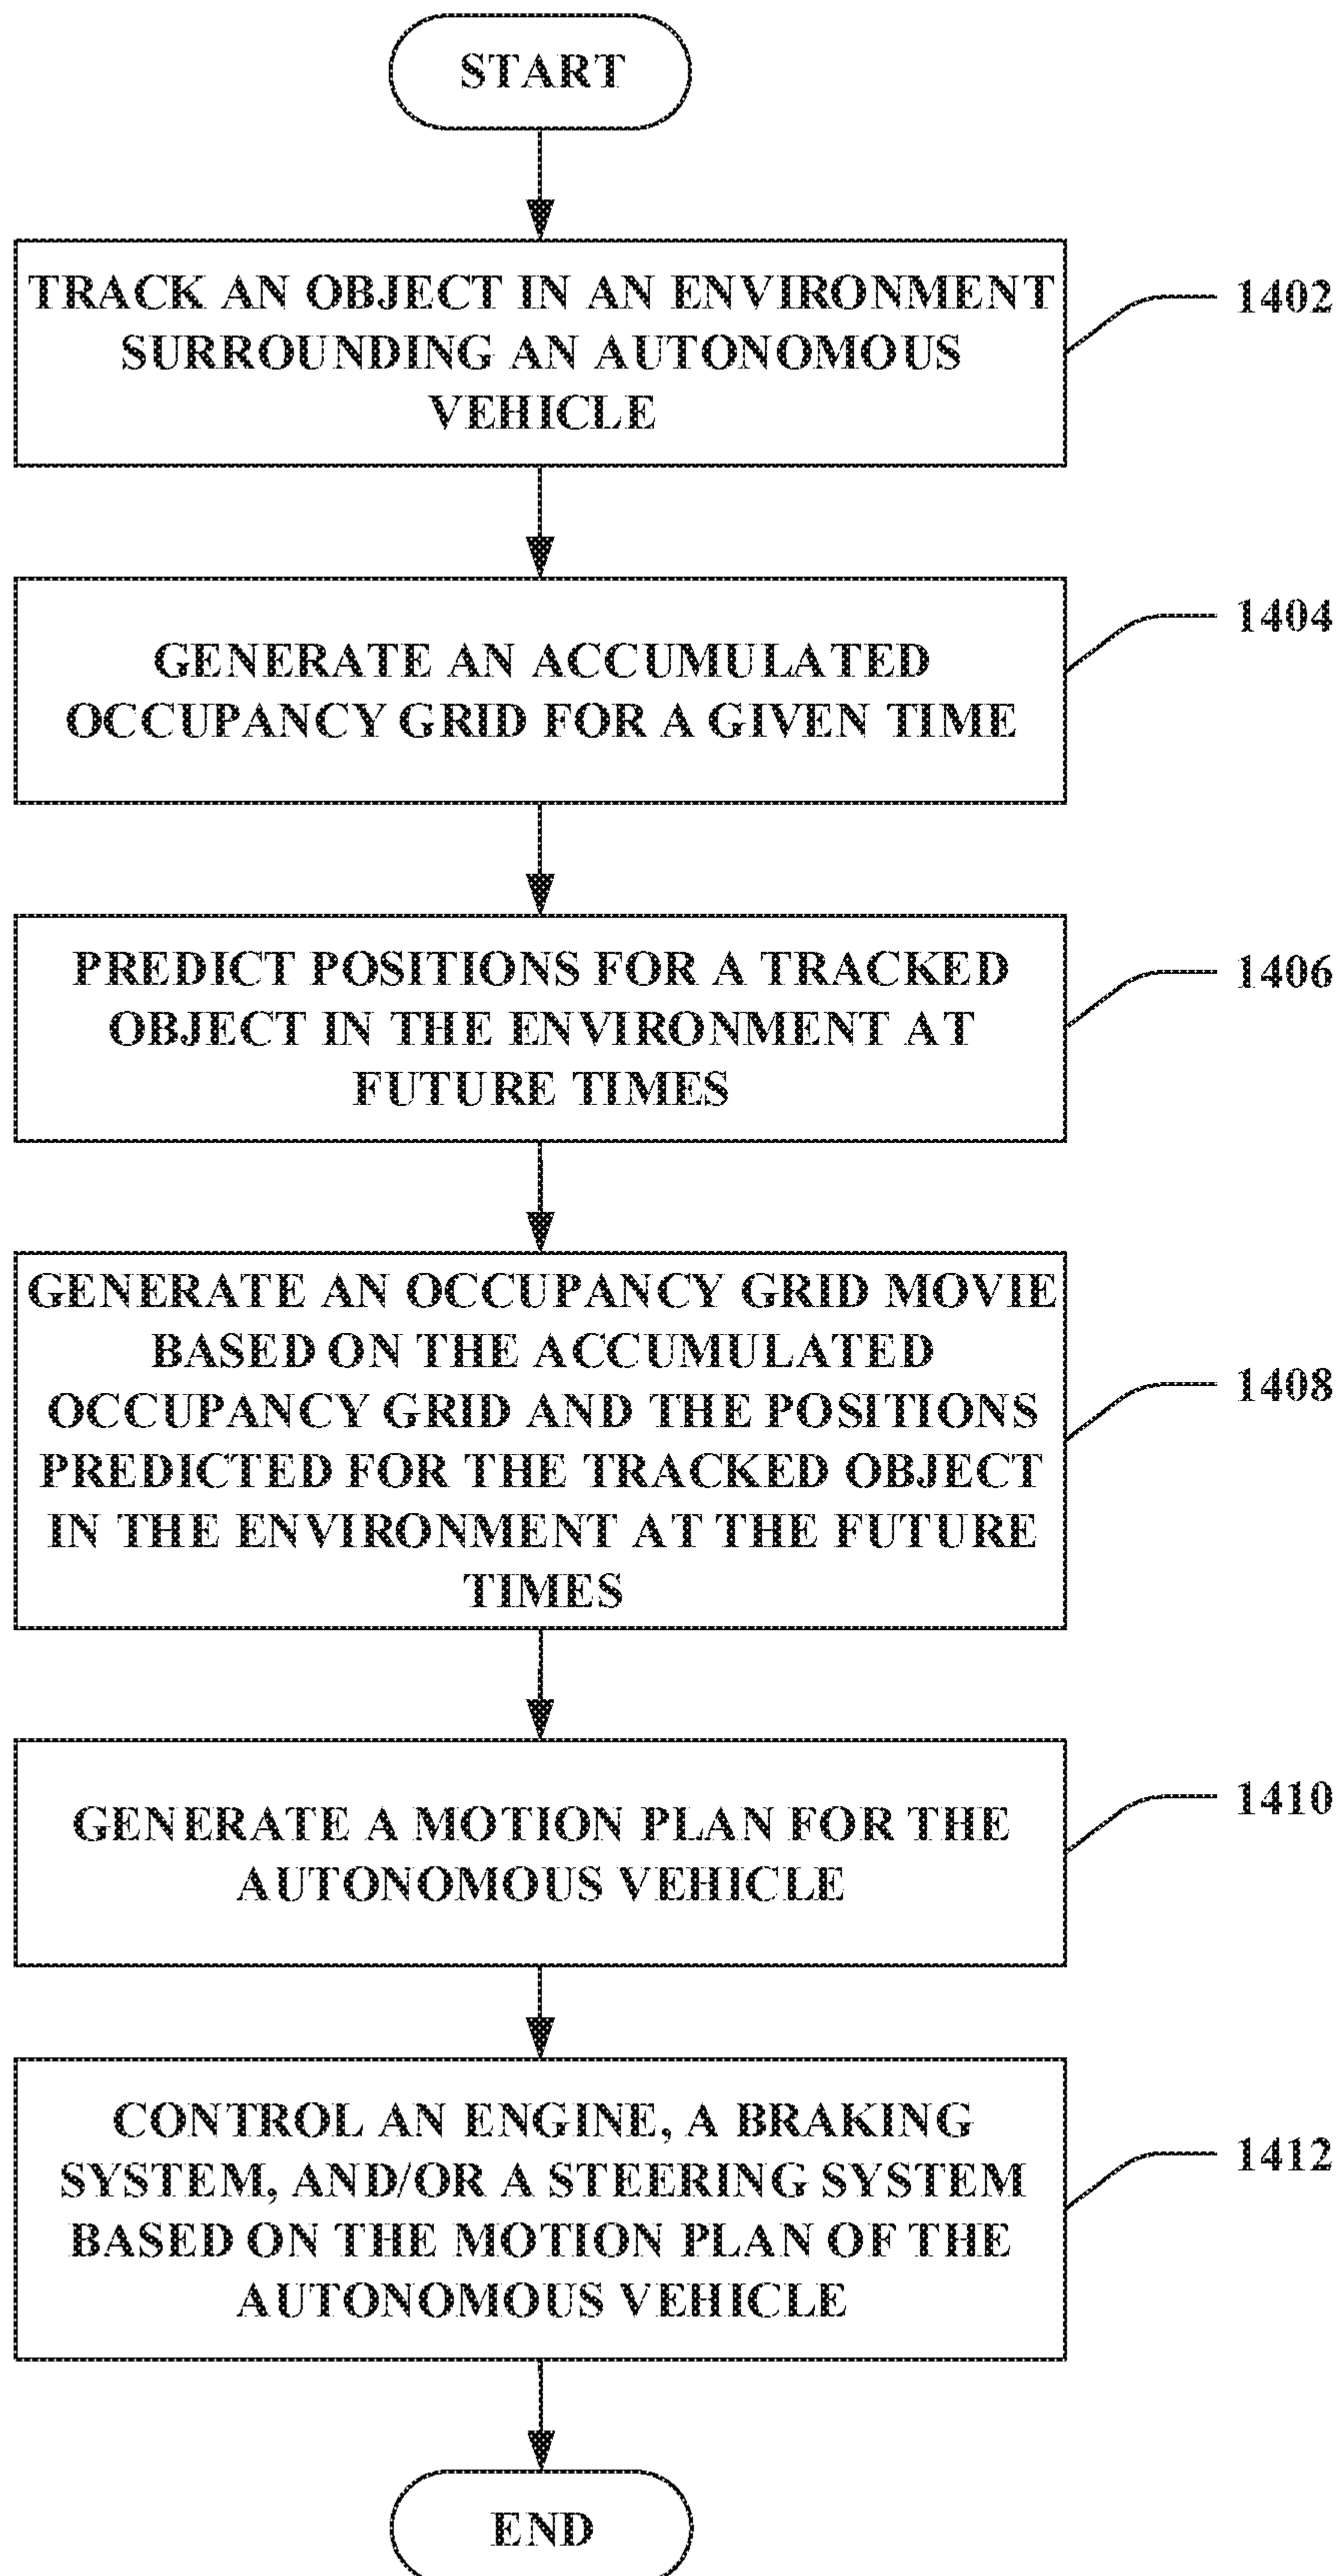 START
TRACK AN OBJECT IN AN ENVIRONMENT
SURROUNDING AN AUTONOMOUS
VEHICLE
1402
GENERATE AN ACCUMULATED
OCCUPANCY GRID FOR A GIVEN TIME
1404
PREDICT POSITIONS FOR A TRACKED
OBJECT IN THE ENVIRONMENT AT
FUTURE TIMES
1406
GENERATE AN OCCUPANCY GRID MOVIE
BASED ON THE ACCUMULATED
OCCUPANCY GRID AND THE POSITIONS
PREDICTED FOR THE TRACKED OBJECT
IN THE ENVIRONMENT AT THE FUTURE
TIMES
1408
GENERATE A MOTION PLAN FOR THE
AUTONOMOUS VEHICLE
1410
CONTROL AN ENGINE, A BRAKING
SYSTEM, AND/OR A STEERING SYSTEM
BASED ON THE MOTION PLAN OF THE
AUTONOMOUS VEHICLE
1412
END